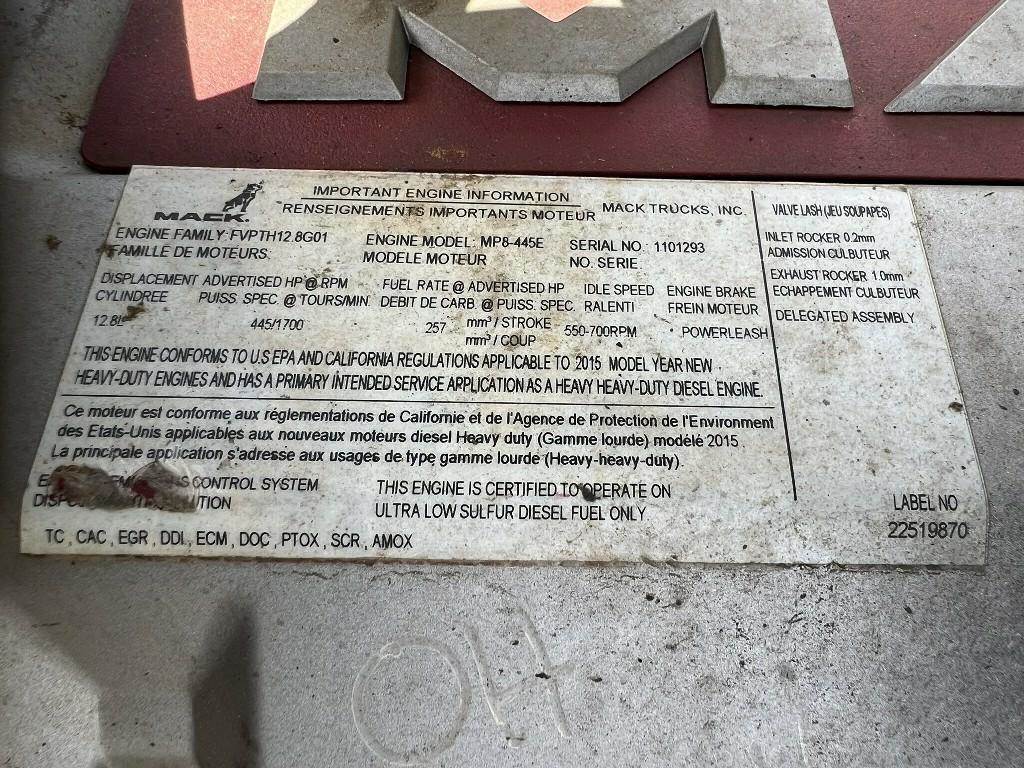 IMPORTANT ENGINE INFORMATION
RENSEIGNEMENTS IMPORTANTS MOTEUR
MACK.
MACK TRUCKS, INC.
ENGINE FAMILY: FVPTH12.8G01
FAMILLE DE MOTEURS:
ENGINE MODEL: MP8-445E
MODELE MOTEUR
SERIAL NO. 1101293
NO. SERIE.
DISPLACEMENT ADVERTISED HP @ RPM FUEL RATE @ ADVERTISED HP IDLE SPEED ENGINE BRAKE
CYLINDREE PUISS. SPEC. @ TOURS/MIN DEBIT DE CARB. @ PUISS. SPEC. RALENTI FREIN MOTEUR
12.8L 445/1700 257 mm³ / STROKE 550-700RPM POWERLEASH
mm³ / COUP
THIS ENGINE CONFORMS TO U.S EPA AND CALIFORNIA REGULATIONS APPLICABLE TO 2015 MODEL YEAR NEW
HEAVY-DUTY ENGINES AND HAS A PRIMARY INTENDED SERVICE APPLICATION AS A HEAVY HEAVY-DUTY DIESEL ENGINE.
Ce moteur est conforme aux réglementations de Californie et de l'Agence de Protection de l'Environment
des Etats-Unis applicables aux nouveaux moteurs diesel Heavy duty (Gamme lourde) modéle 2015.
La principale application s'adresse aux usages de type gamme lourde (Heavy-heavy-duty).
CONTROL SYSTEM
THIS ENGINE IS CERTIFIED TO OPERATE ON
ULTRA LOW SULFUR DIESEL FUEL ONLY
TC , CAC , EGR , DDI , ECM , DOC , PTOX , SCR , AMOX
VALVE LASH (JEU SOUPAPES)
INLET ROCKER 0.2mm
ADMISSION CULBUTEUR
EXHAUST ROCKER 1.0mm
ECHAPPEMENT CULBUTEUR
DELEGATED ASSEMBLY
LABEL NO
22519870
04